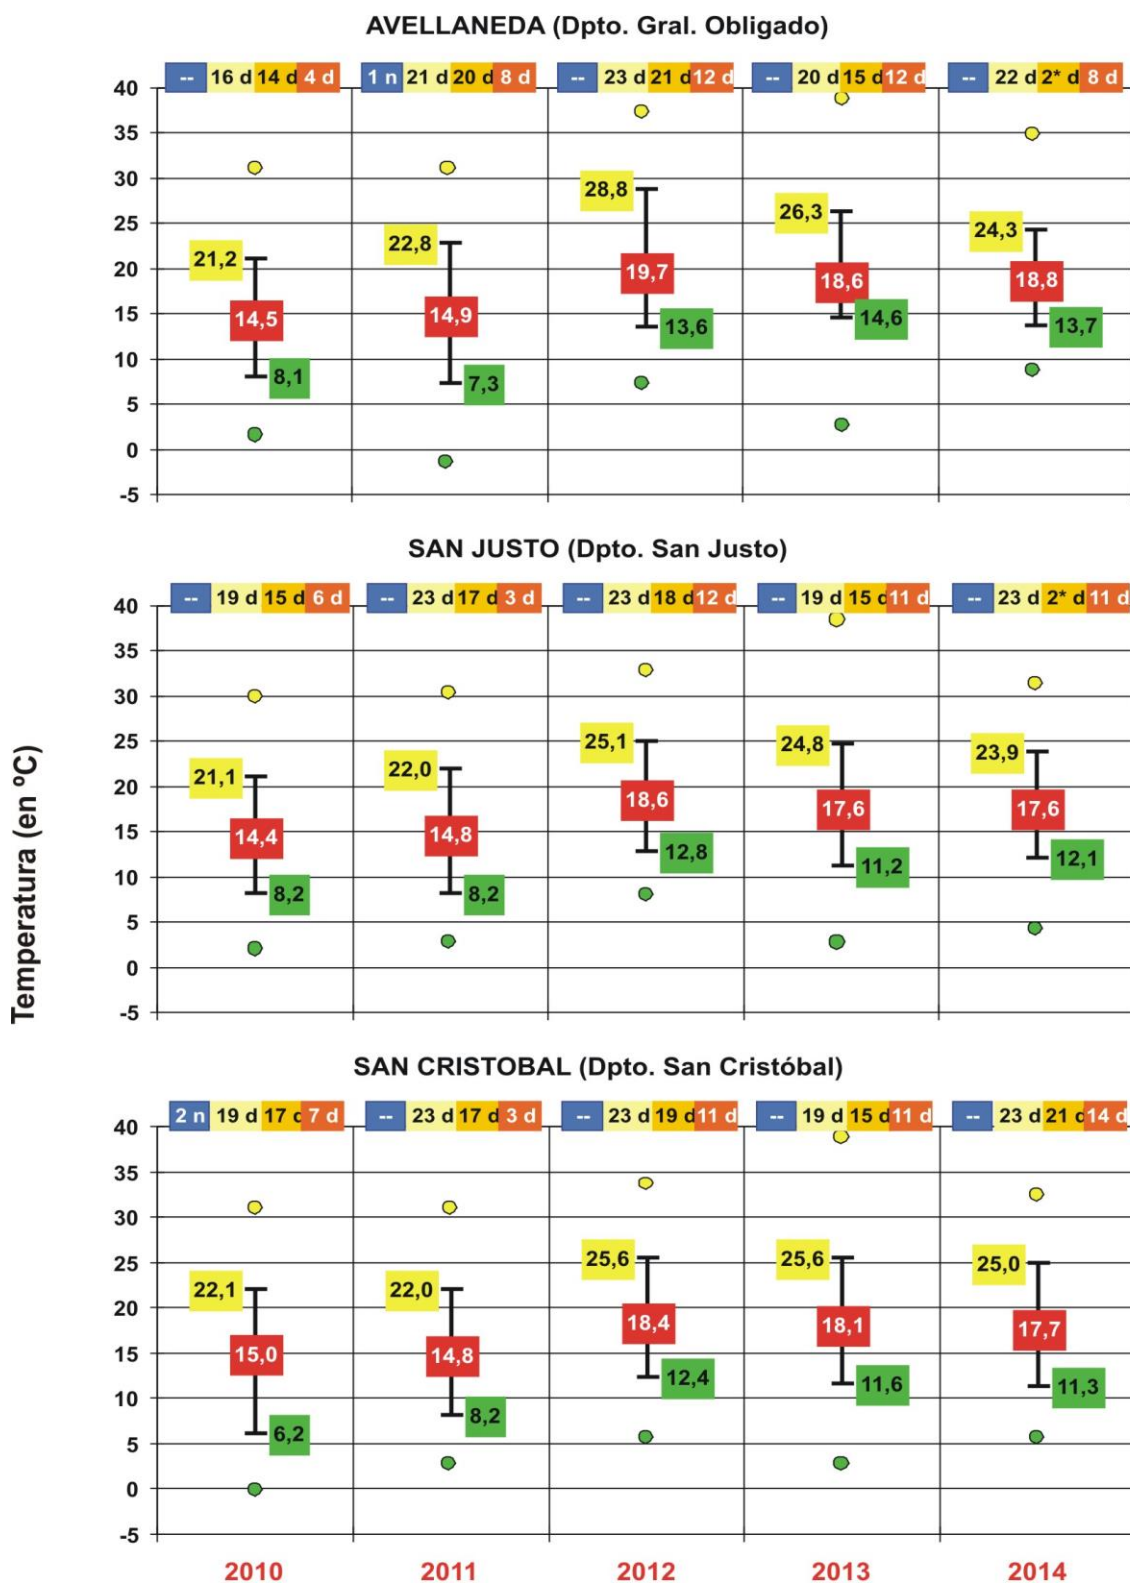 AVELLANEDA (Dpto. Gral. Obligado)
-- 16 d 14 d 4 d 1 n 21 d 20 d 8 d -- 23 d 21 d 12 d -- 20 d 15 d 12 d -- 22 d 2* d 8 d
40
35
30 28,8
25 26,3 24,3
20 21,2 22,8 19,7 18,6 18,8
15 14,5 14,9 13,6 14,6 13,7
10
5 8,1 7,3
0
-5
SAN JUSTO (Dpto. San Justo)
-- 19 d 15 d 6 d -- 23 d 17 d 3 d -- 23 d 18 d 12 d -- 19 d 15 d 11 d -- 23 d 2* d 11 d
40
35
30
25 25,1 24,8 23,9
20 21,1 22,0 18,6 17,6 17,6
15 14,4 14,8 12,8 11,2 12,1
10 8,2 8,2
5
0
-5
Temperatura (en ºC)
SAN CRISTOBAL (Dpto. San Cristóbal)
2 n 19 d 17 d 7 d -- 23 d 17 d 3 d -- 23 d 19 d 11 d -- 19 d 15 d 11 d -- 23 d 21 d 14 d
40
35
30
25 25,6 25,6 25,0
20 22,1 22,0 18,4 18,1 17,7
15 15,0 14,8 12,4 11,6 11,3
10 8,2
5 6,2
0
-5
2010 2011 2012 2013 2014